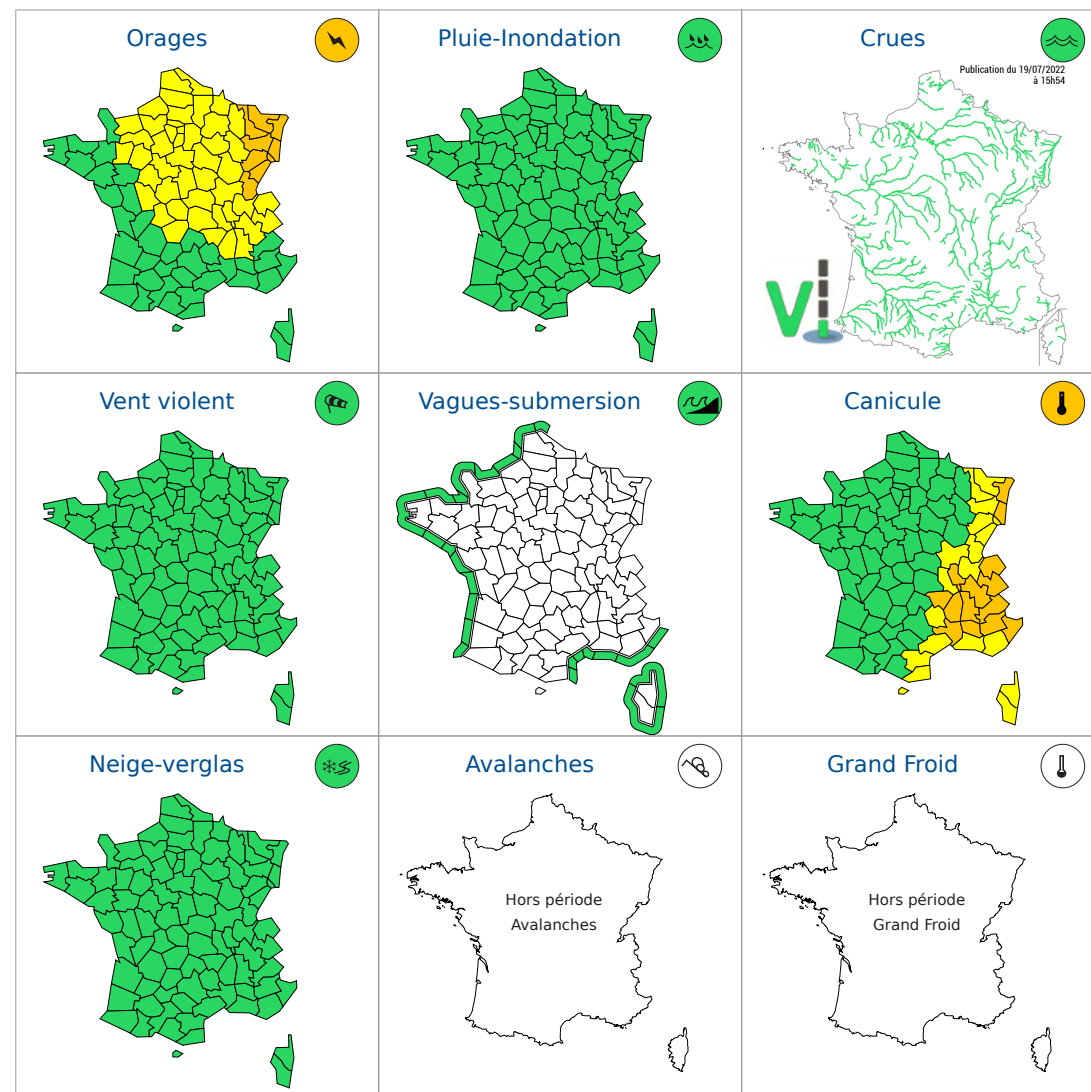 Orages
Pluie-Inondation
Crues
Publication du 19/07/2022
à 15h54
Vent violent
Vagues-submersion
Canicule
Neige-verglas
Avalanches
Hors période
Avalanches
Grand Froid
Hors période
Grand Froid